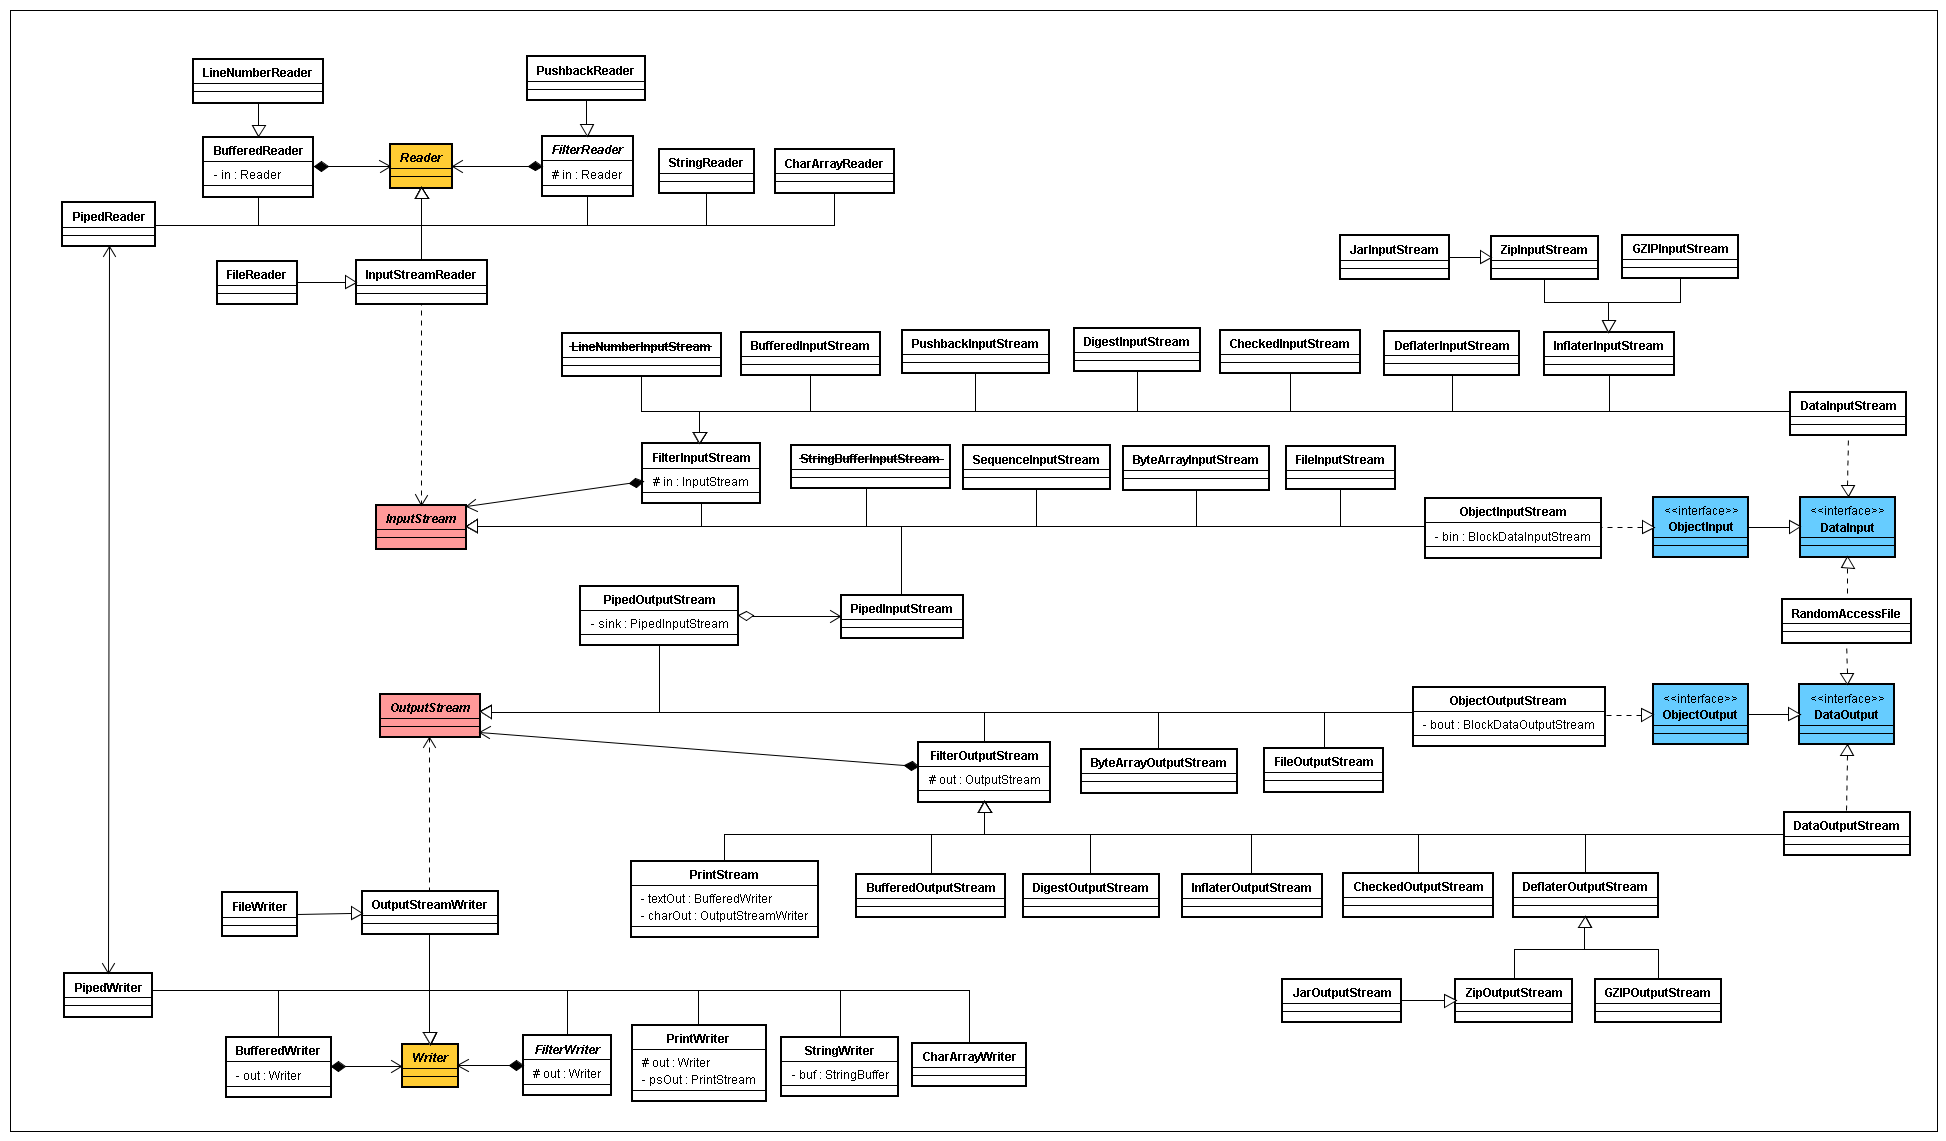 LineNumberReader
PushbackReader
BufferedReader
- in : Reader
Reader
FilterReader
# in : Reader
StringReader
CharArrayReader
PipedReader
FileReader
InputStreamReader
JarInputStream
ZipInputStream
GZIPInputStream
LineNumberInputStream
BufferedInputStream
PushbackInputStream
DigestInputStream
CheckedInputStream
DeflaterInputStream
InflaterInputStream
DataInputStream
FilterInputStream
# in : InputStream
StringBufferInputStream
SequenceInputStream
ByteArrayInputStream
FileInputStream
InputStream
ObjectInputStream
- bin : BlockDataInputStream
<<interface>>
ObjectInput
<<interface>>
DataInput
PipedOutputStream
- sink : PipedInputStream
PipedInputStream
RandomAccessFile
OutputStream
ObjectOutputStream
- bout : BlockDataOutputStream
<<interface>>
ObjectOutput
<<interface>>
DataOutput
FilterOutputStream
# out : OutputStream
ByteArrayOutputStream
FileOutputStream
DataOutputStream
PrintStream
- textOut : BufferedWriter
- charOut : OutputStreamWriter
BufferedOutputStream
DigestOutputStream
InflaterOutputStream
CheckedOutputStream
DeflaterOutputStream
FileWriter
OutputStreamWriter
PipedWriter
JarOutputStream
ZipOutputStream
GZIPOutputStream
BufferedWriter
- out : Writer
Writer
FilterWriter
# out : Writer
PrintWriter
# out : Writer
- psOut : PrintStream
StringWriter
- buf : StringBuffer
CharArrayWriter